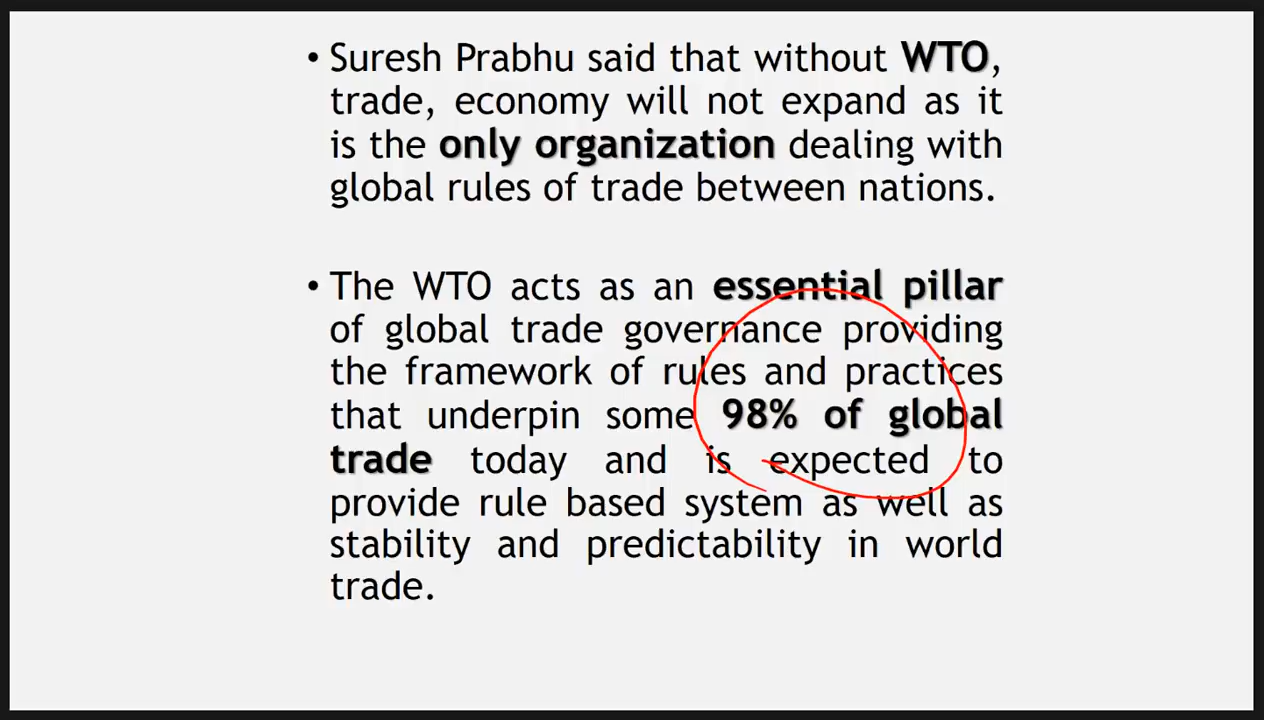 • Suresh Prabhu said that without WTO,
trade, economy will not expand as it
is the only organization dealing with
global rules of trade between nations.
• The WTO acts as an essential pillar
of global trade governance providing
the framework of rules and practices
that underpin some 98% of global
trade today and is expected to
provide rule based system as well as
stability and predictability in world
trade.